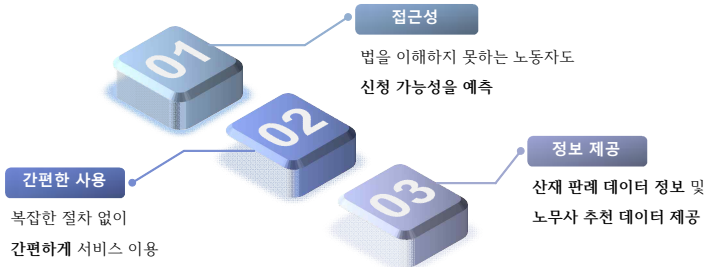 01
접근성
법을 이해하지 못하는 노동자도
신청 가능성을 예측
02
간편한 사용
복잡한 절차 없이
간편하게 서비스 이용
03
정보 제공
산재 판례 데이터 정보 및
노무사 추천 데이터 제공